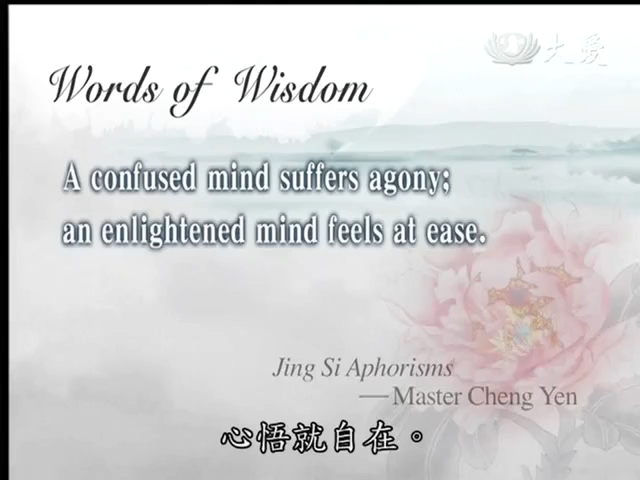 大愛
Words of Wisdom
A confused mind suffers agony;
an enlightened mind feels at ease.
Jing Si Aphorisms
—Master Cheng Yen
心悟就自在。